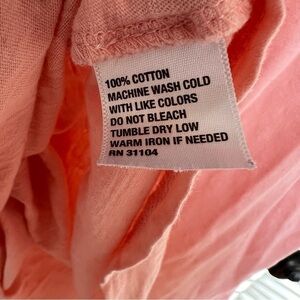 100% COTTON
MACHINE WASH COLD
WITH LIKE COLORS
DO NOT BLEACH
TUMBLE DRY LOW
WARM IRON IF NEEDED
RN 31104